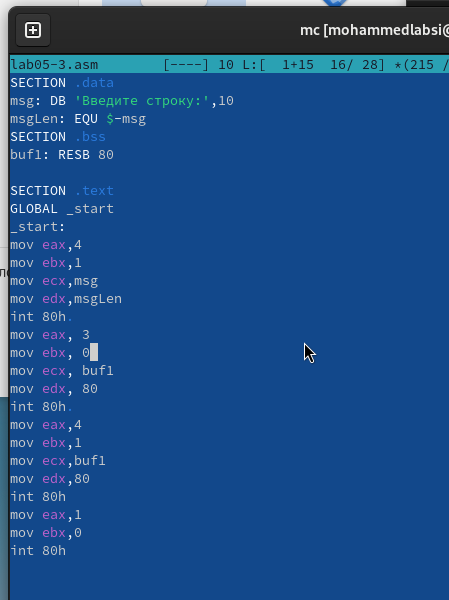 mc [mohammedlabsi@
lab05-3.asm [----] 10 L:[ 1+15 16/ 28] *(215 /
SECTION .data
msg: DB 'Введите строку:',10
msgLen: EQU $-msg
SECTION .bss
buf1: RESB 80
SECTION .text
GLOBAL _start
_start:
mov eax,4
mov ebx,1
mov ecx,msg
mov edx,msgLen
int 80h.
mov eax, 3
mov ebx, 0
mov ecx, buf1
mov edx, 80
int 80h.
mov eax,4
mov ebx,1
mov ecx,buf1
mov edx,80
int 80h
mov eax,1
mov ebx,0
int 80h